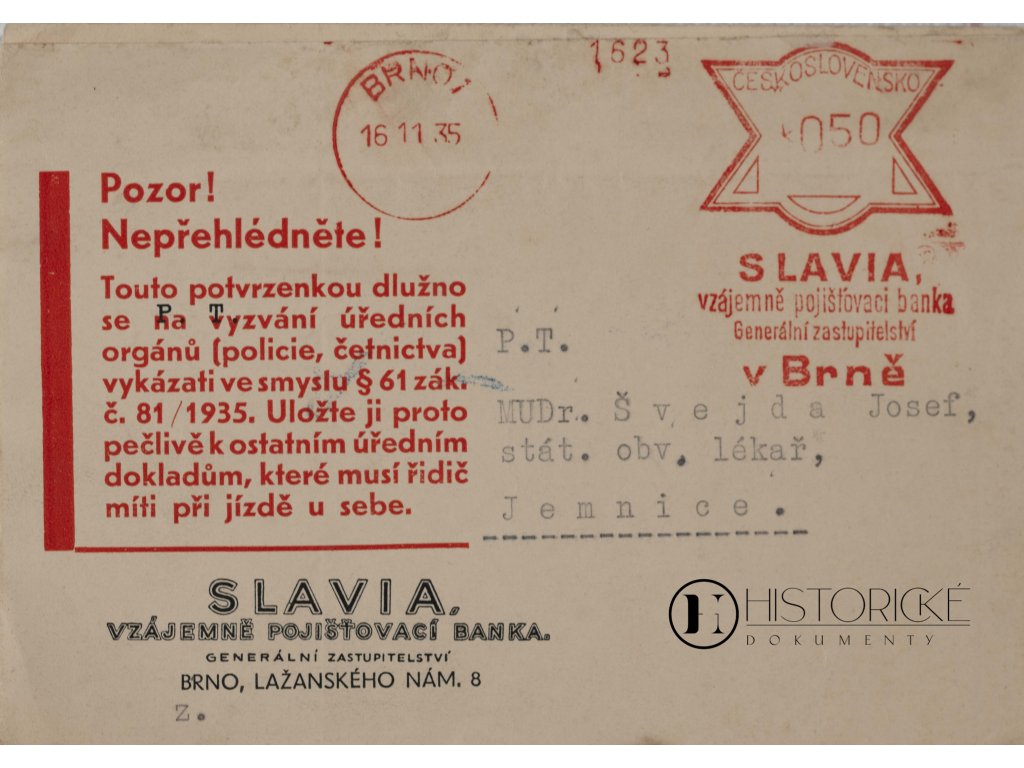 1623
BRNO 1
16 11 35
ČESKOSLOVENSKO
050
SLAVIA,
vzájemně pojišťovací banka
Generální zastupitelství
v Brně
Pozor!
Nepřehlédněte!
Touto potvrzenkou dlužno
se na vyzvání úředních
P. T.
orgánů (policie, četnictva)
vykázati ve smyslu § 61 zák.
č. 81/1935. Uložte ji proto
pečlivě k ostatním úředním
dokladům, které musí řidič
míti při jízdě u sebe.
P.T.
MUDr. Švejda Josef,
stát. obv. lékař,
Jemnice.
SLAVIA,
VZÁJEMNĚ POJIŠŤOVACÍ BANKA.
GENERÁLNÍ ZASTUPITELSTVÍ
BRNO, LAŽANSKÉHO NÁM. 8
Z.
HISTORICKÉ
DOKUMENTY